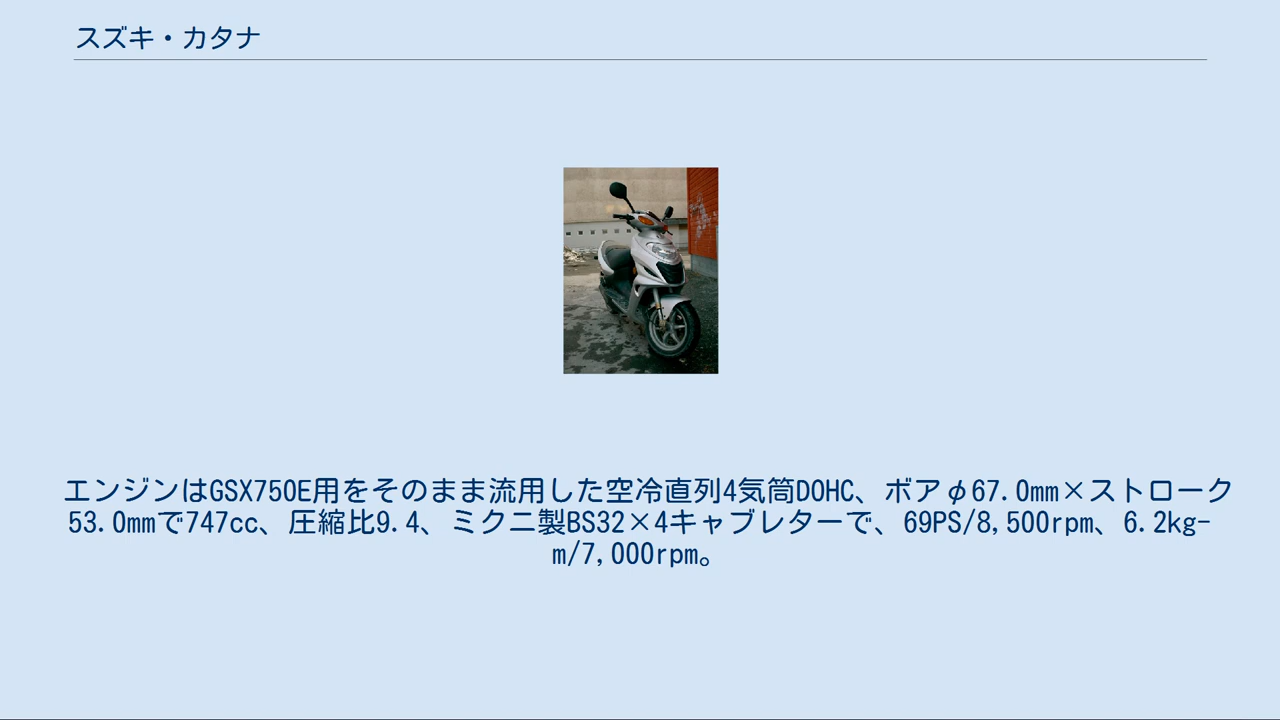 スズキ・カタナ
エンジンはGSX750E用をそのまま流用した空冷直列4気筒DOHC、ボアφ67.0mm×ストローク
53.0mmで747cc、圧縮比9.4、ミクニ製BS32×4キャブレターで、69PS/8,500rpm、6.2kg-
m/7,000rpm。